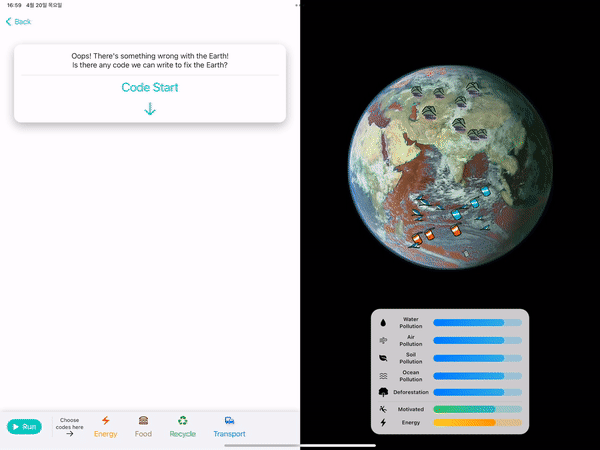 16:59 4월 20일 목요일
Back
Oops! There's something wrong with the Earth!
Is there any code we can write to fix the Earth?
Code Start
Run
Choose
codes here
Energy
Food
Recycle
Transport
Water
Pollution
Air
Pollution
Soil
Pollution
Ocean
Pollution
Deforestation
Motivated
Energy